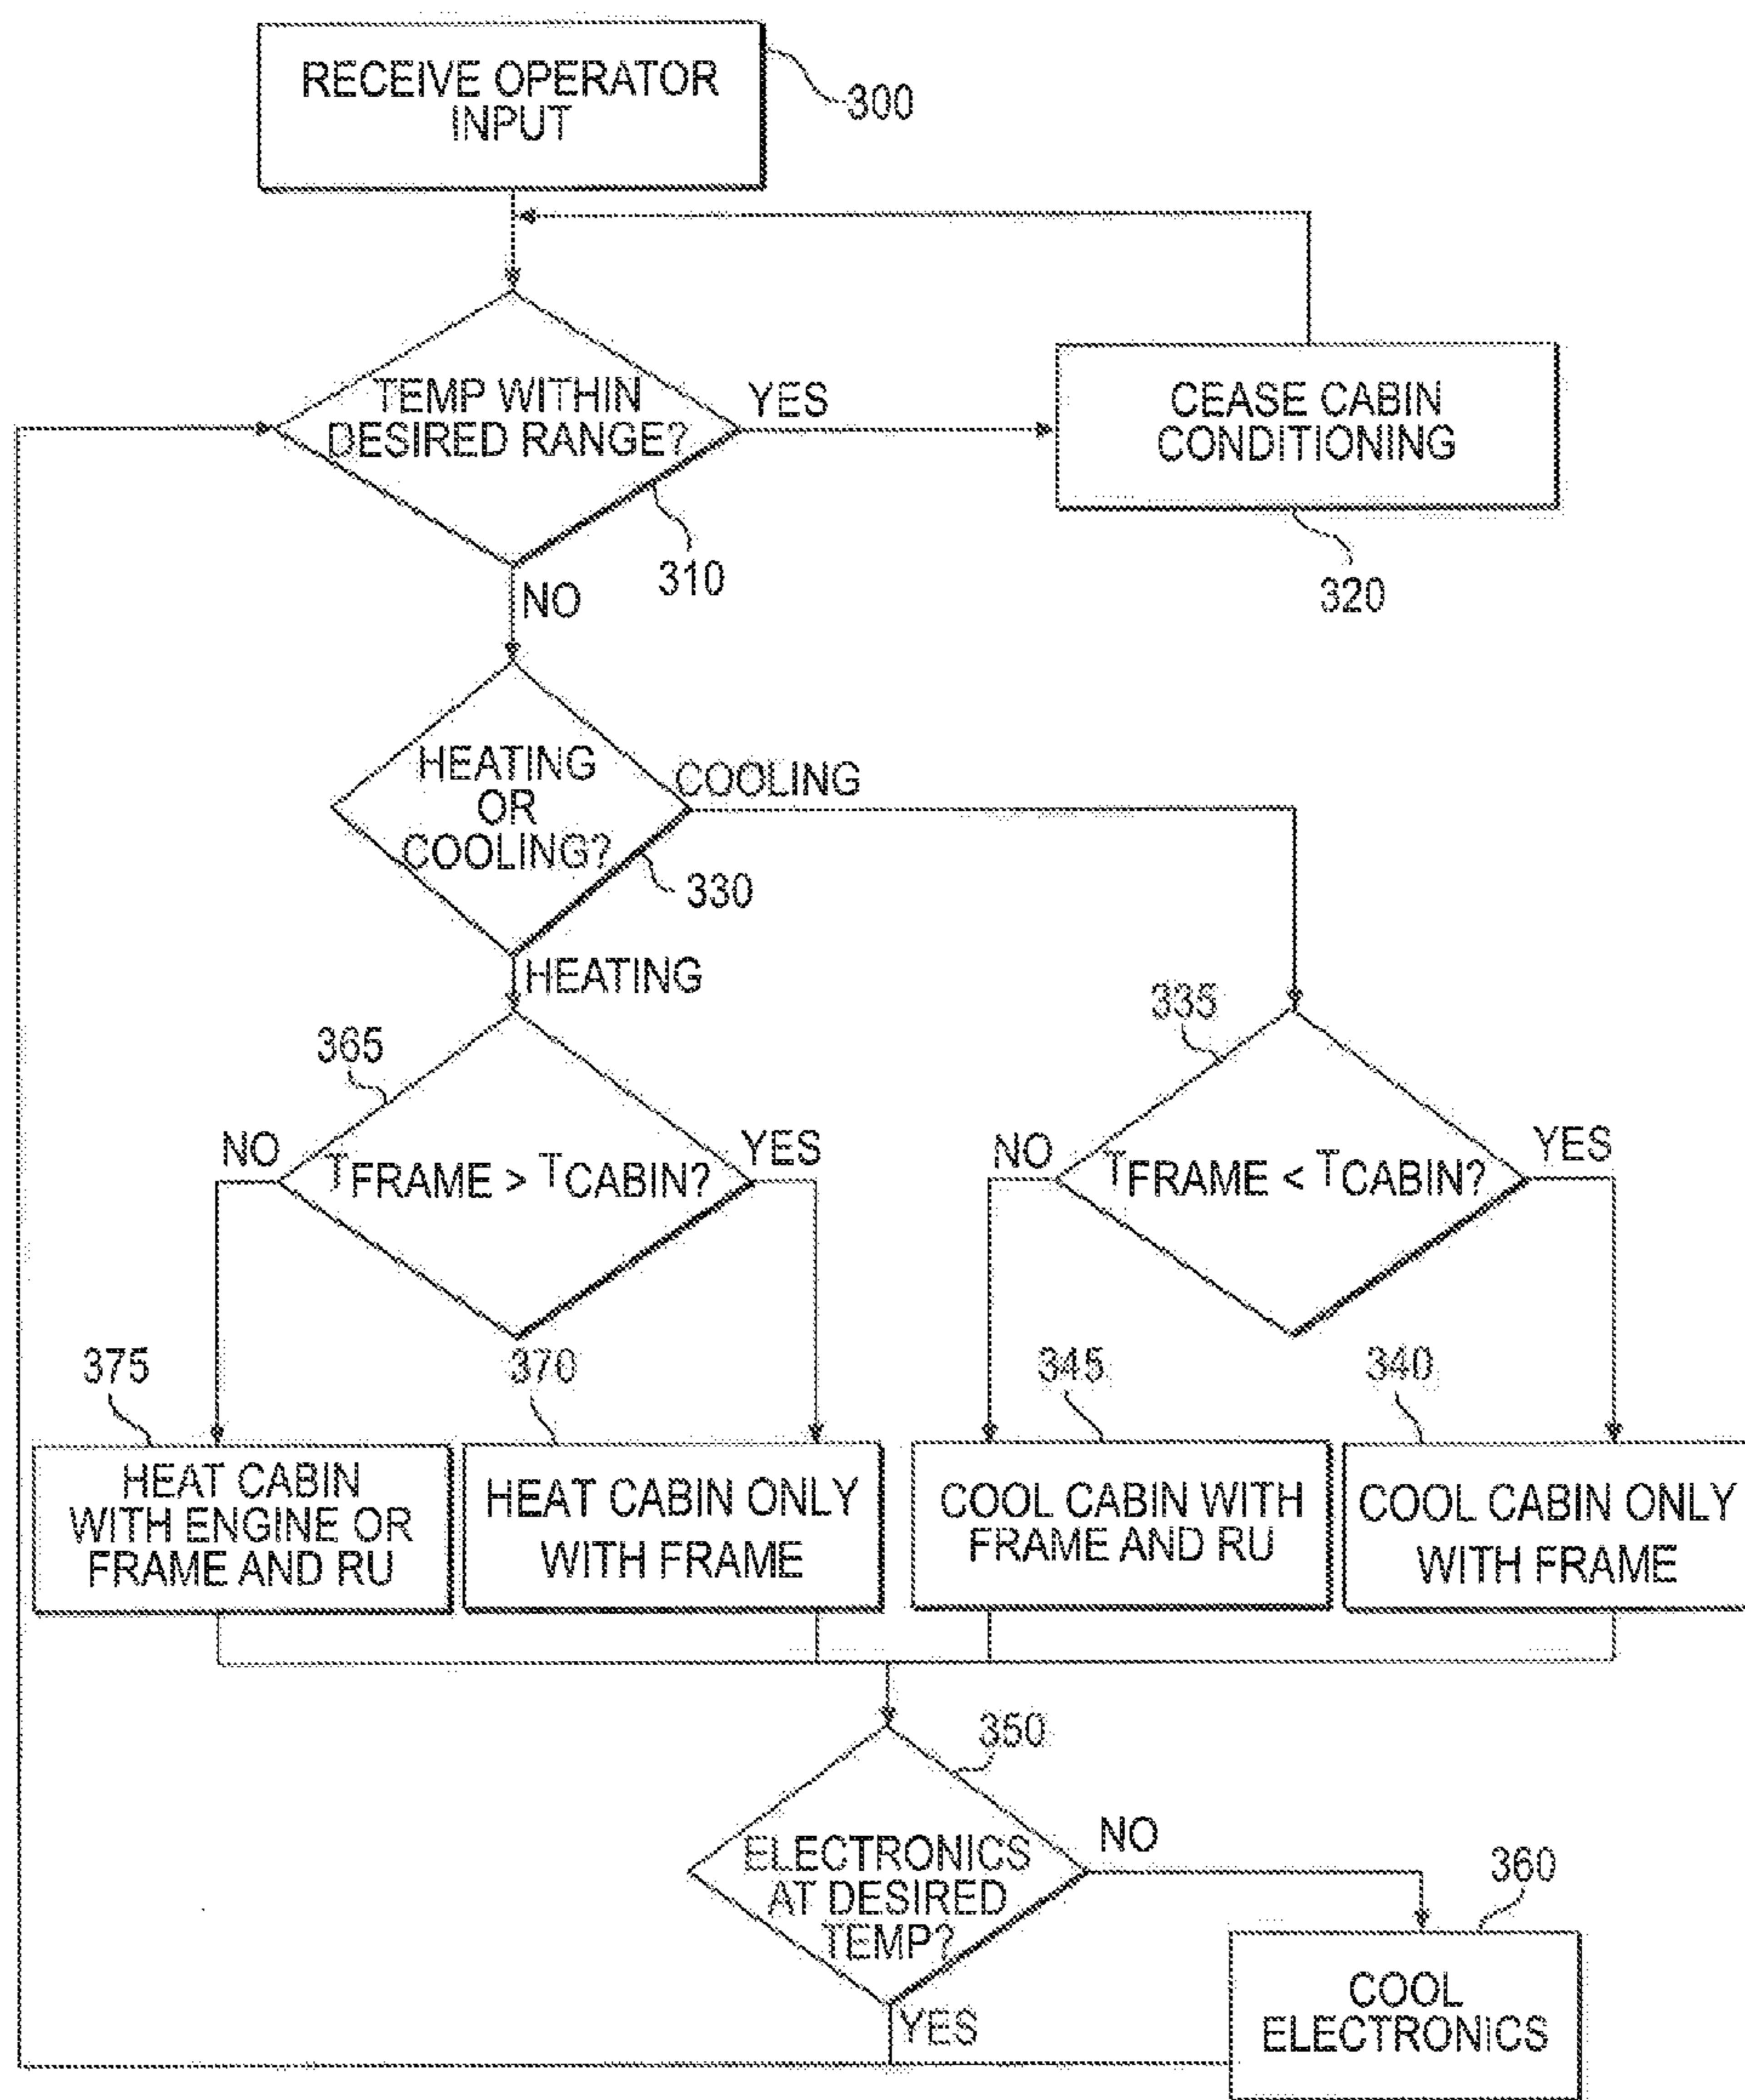 RECEIVE OPERATOR
INPUT
300
TEMP WITHIN
DESIRED RANGE?
YES
310
NO
CEASE CABIN
CONDITIONING
320
HEATING
OR
COOLING?
COOLING
330
HEATING
365
NO
TFRAME > TCABIN?
YES
335
NO
TFRAME < TCABIN?
YES
375
370
345
340
HEAT CABIN
WITH ENGINE OR
FRAME AND RU
HEAT CABIN ONLY
WITH FRAME
COOL CABIN WITH
FRAME AND RU
COOL CABIN ONLY
WITH FRAME
350
ELECTRONICS
AT DESIRED
TEMP?
NO
YES
360
COOL
ELECTRONICS